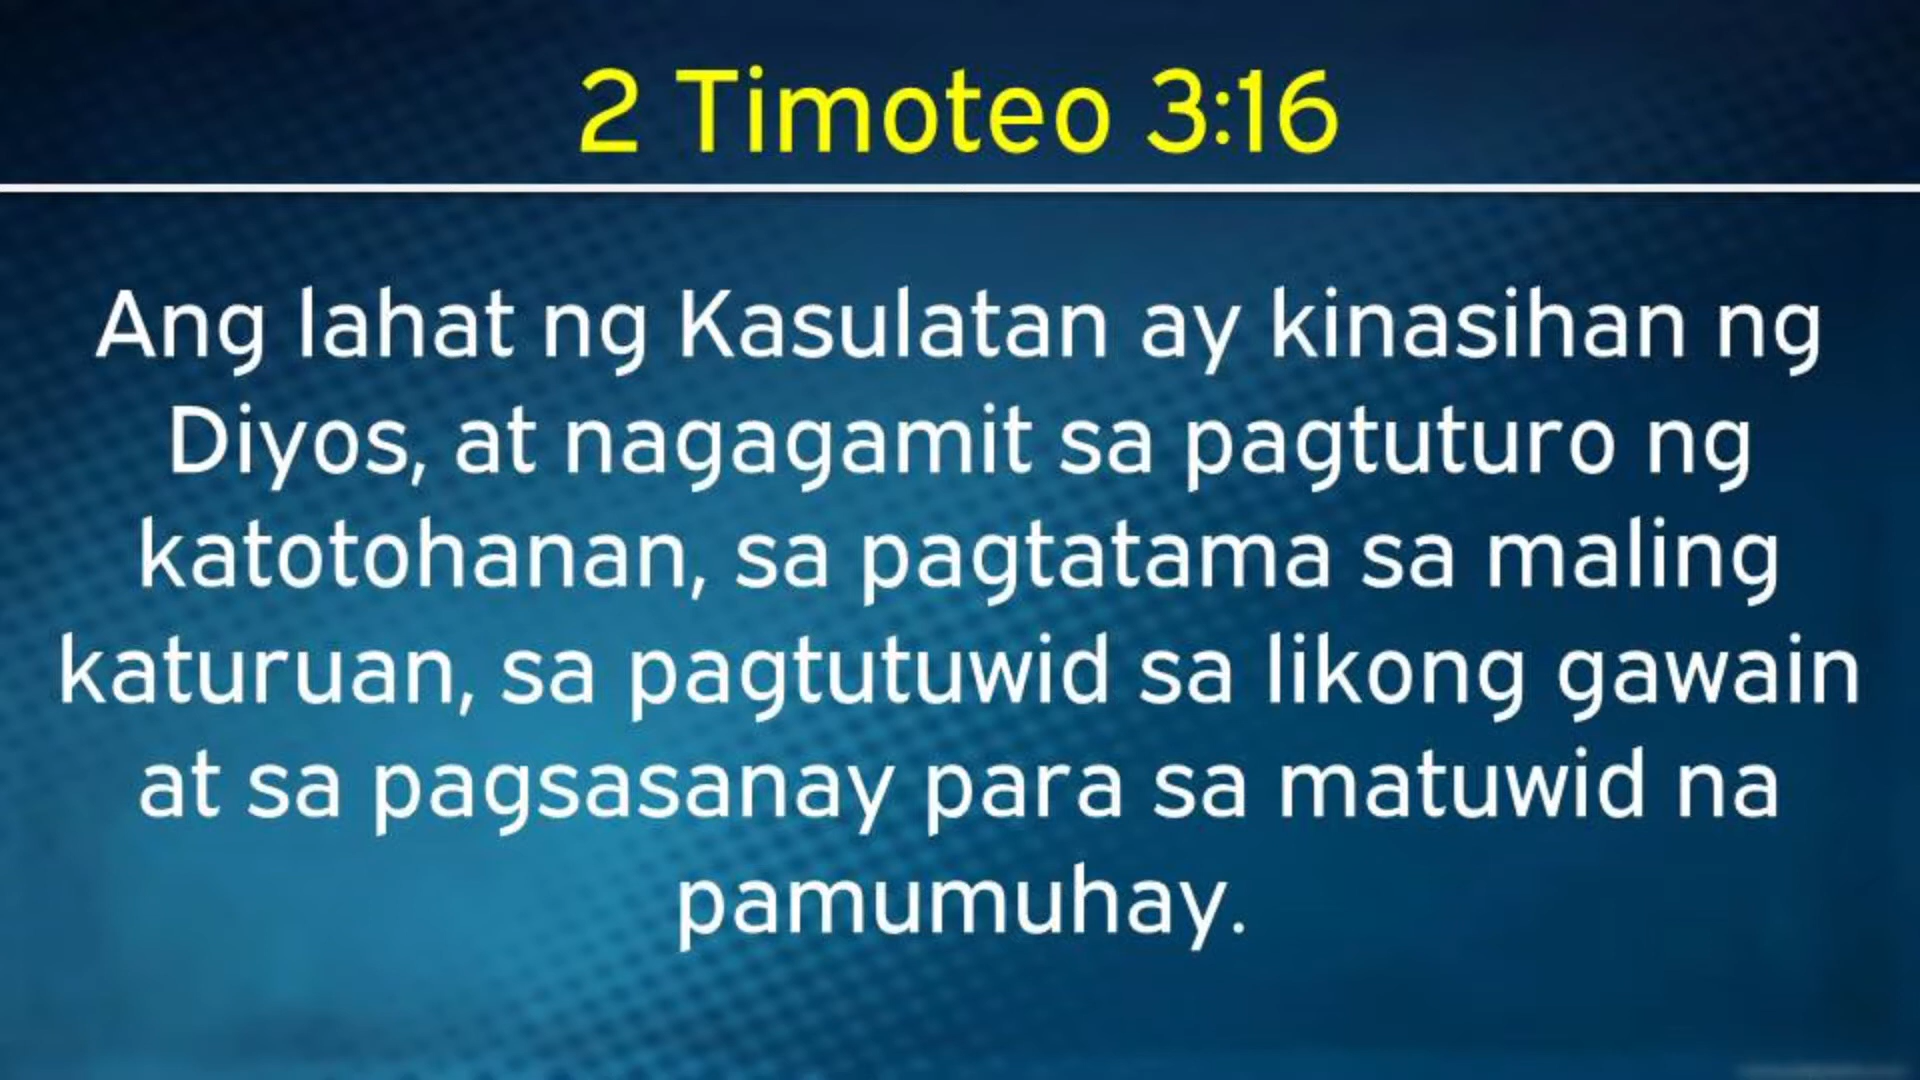 2 Timoteo 3:16
Ang lahat ng Kasulatan ay kinasihan ng
Diyos, at nagagamit sa pagtuturo ng
katotohanan, sa pagtatama sa maling
katuruan, sa pagtutuwid sa likong gawain
at sa pagsasanay para sa matuwid na
pamumuhay.